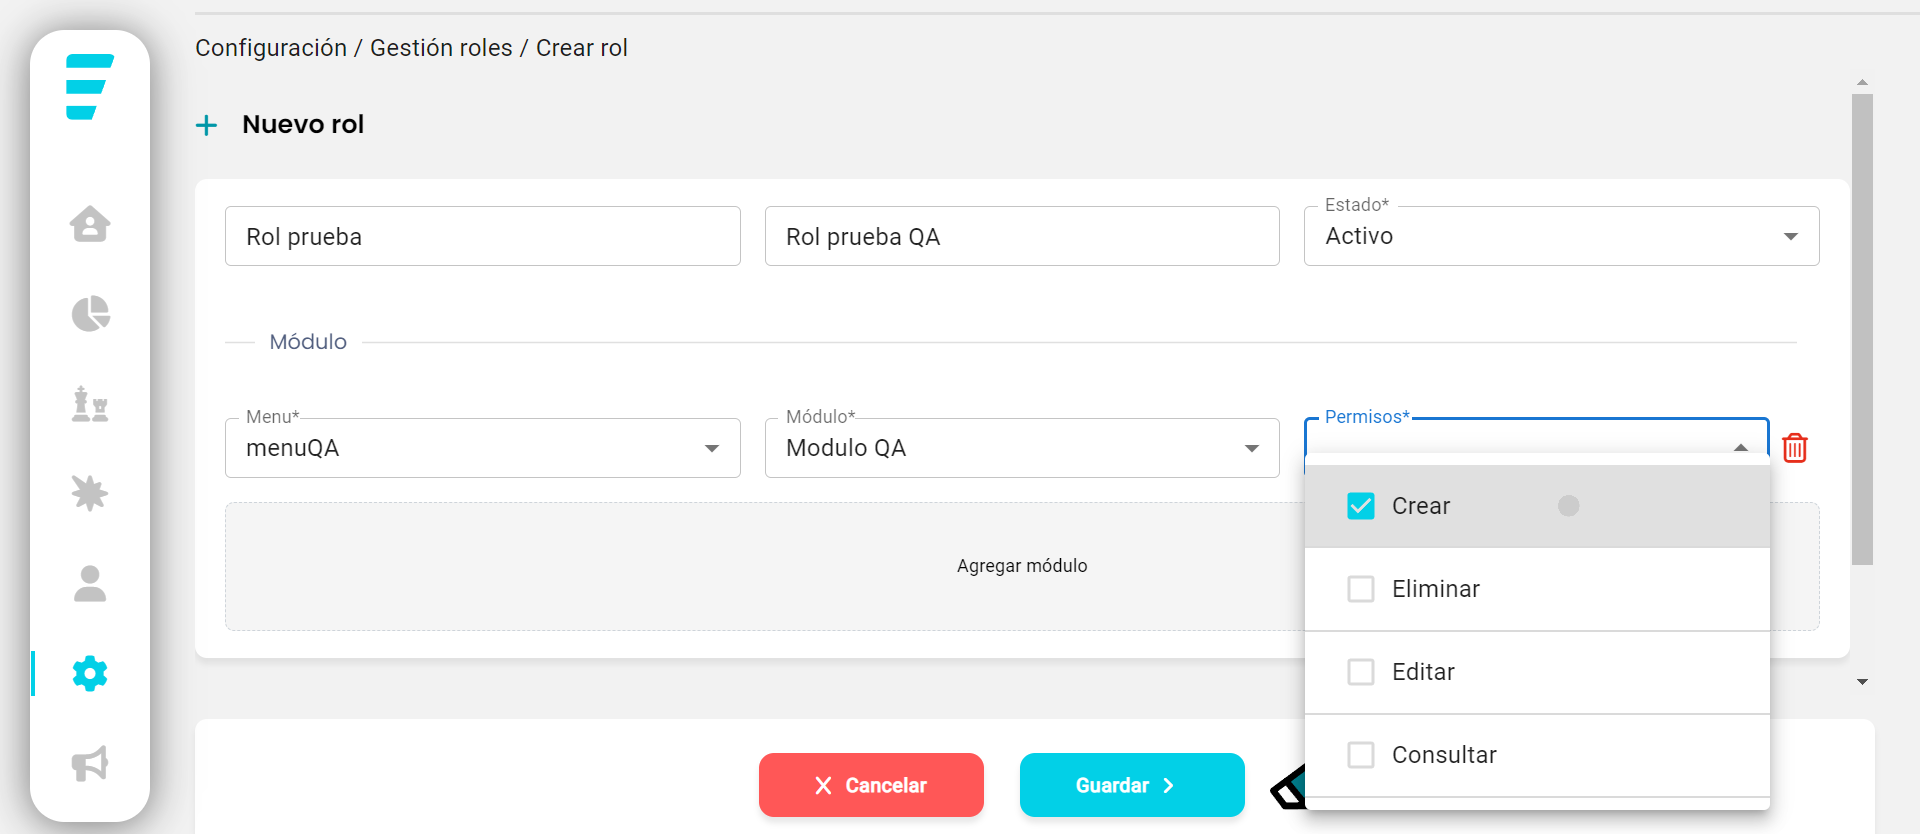 Configuración / Gestión roles / Crear rol
Nuevo rol
Rol prueba
Rol prueba QA
Estado*
Activo
Módulo
Menu*
menuQA
Módulo*
Modulo QA
Permisos*
Crear
Eliminar
Editar
Consultar
Agregar módulo
Cancelar
Guardar